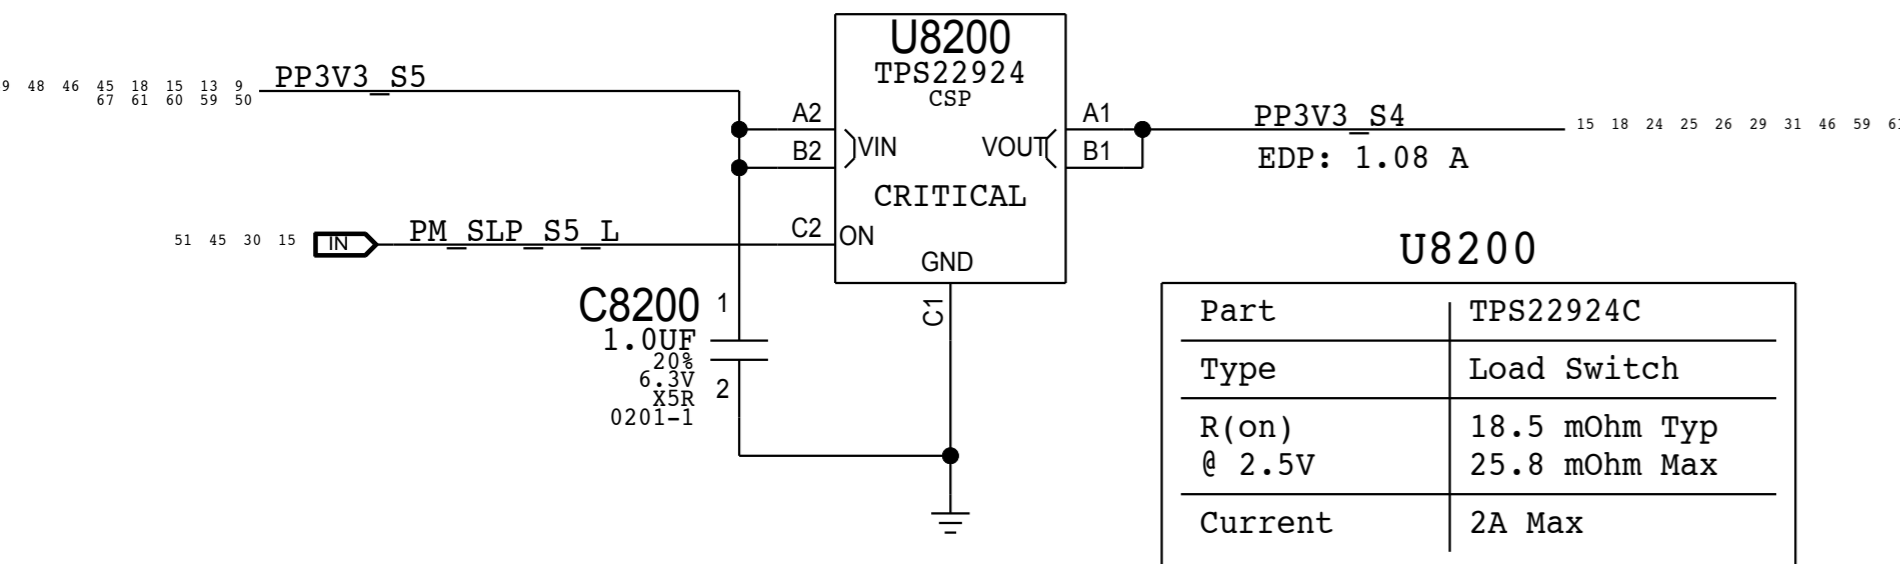 U8200
TPS22924
CSP
PP3V3_S5
9 48 46 45 18 15 13 9
67 61 60 59 50
A2
B2
VIN
VOUT
A1
B1
PP3V3_S4
15 18 24 25 26 29 31 46 59
EDP: 1.08 A
CRITICAL
51 45 30 15
IN
PM_SLP_S5_L
C2
ON
GND
C1
C8200
1.0UF
20%
6.3V
X5R
0201-1
1
2
U8200
Part TPS22924C
Type Load Switch
R(on) 18.5 mOhm Typ
@ 2.5V 25.8 mOhm Max
Current 2A Max